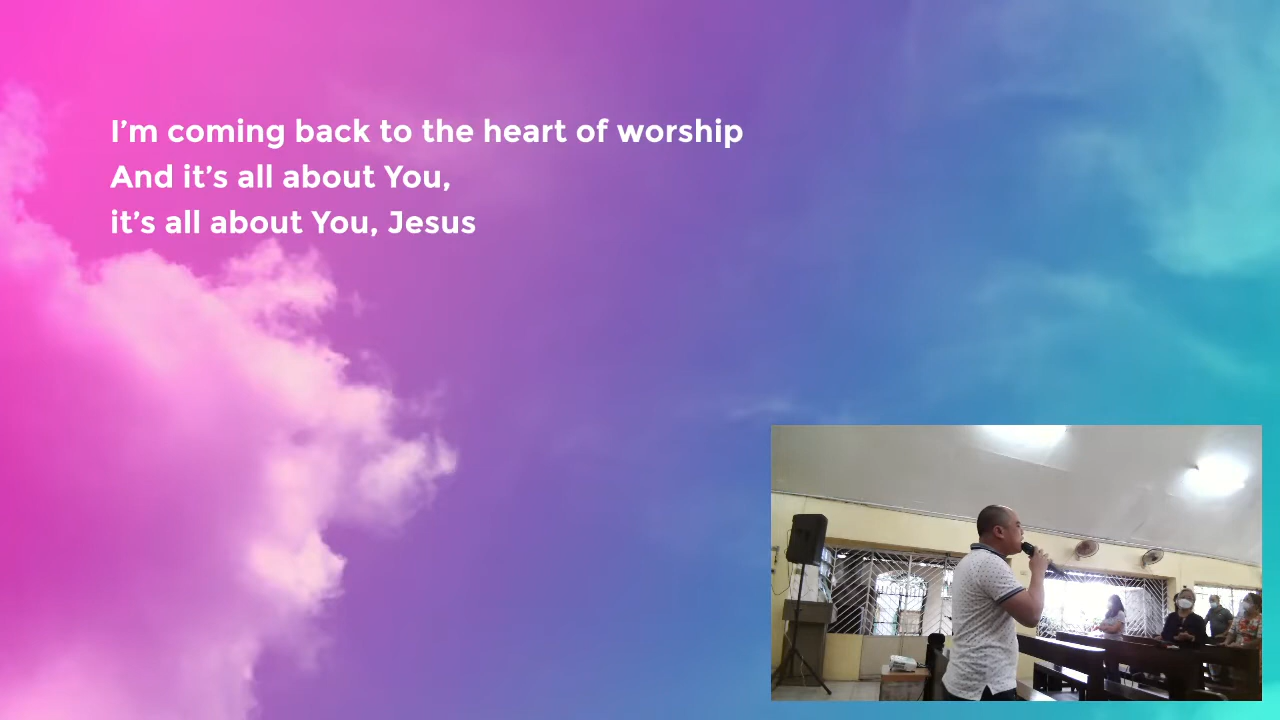 I’m coming back to the heart of worship
And it’s all about You,
it’s all about You, Jesus